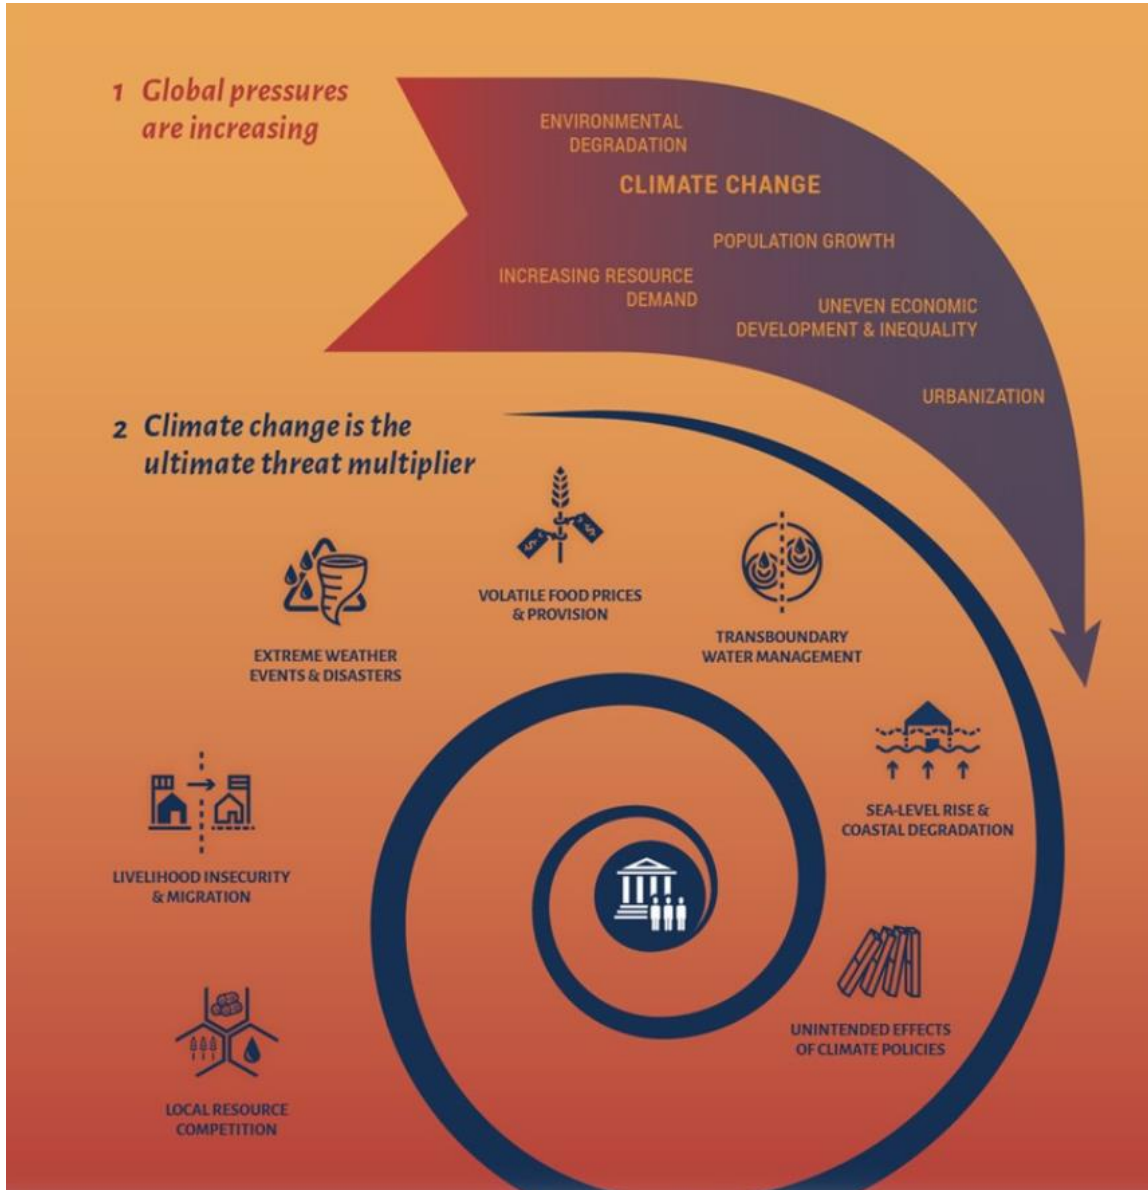 1 Global pressures
are increasing
ENVIRONMENTAL
DEGRADATION
CLIMATE CHANGE
POPULATION GROWTH
INCREASING RESOURCE
DEMAND
UNEVEN ECONOMIC
DEVELOPMENT & INEQUALITY
URBANIZATION
2 Climate change is the
ultimate threat multiplier
VOLATILE FOOD PRICES
& PROVISION
TRANSBOUNDARY
WATER MANAGEMENT
EXTREME WEATHER
EVENTS & DISASTERS
SEA-LEVEL RISE &
COASTAL DEGRADATION
LIVELIHOOD INSECURITY
& MIGRATION
UNINTENDED EFFECTS
OF CLIMATE POLICIES
LOCAL RESOURCE
COMPETITION